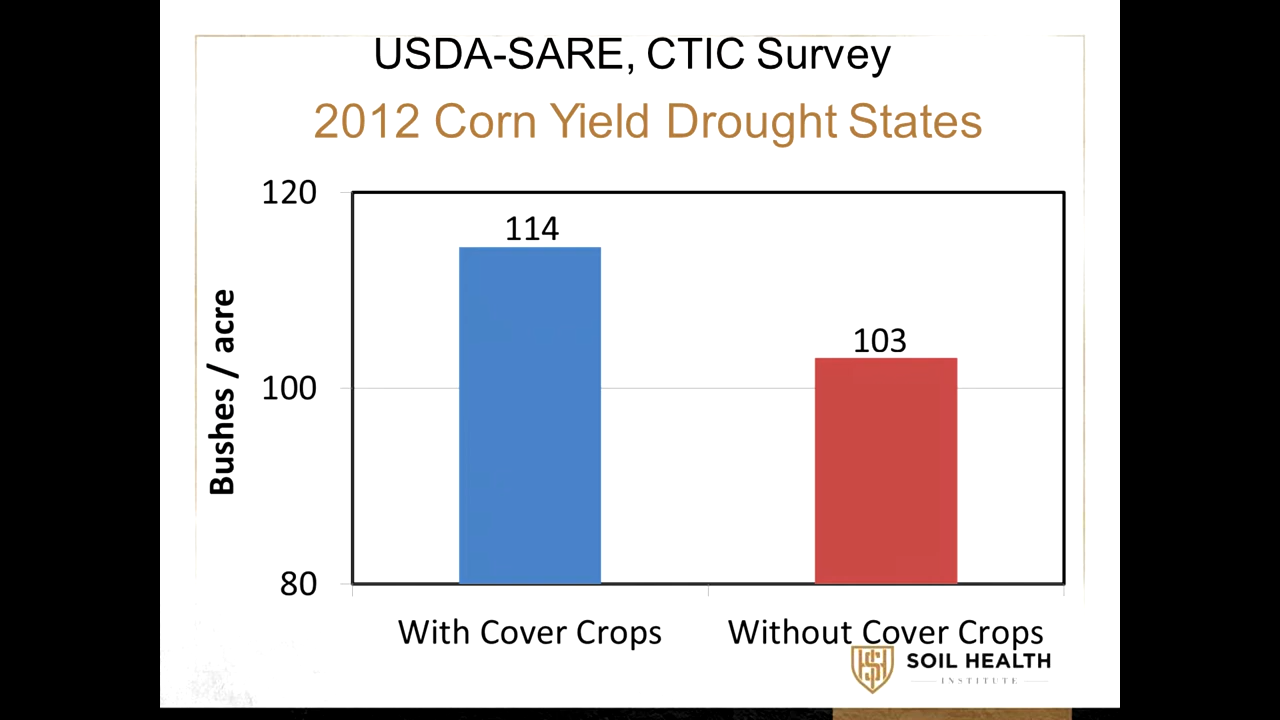 USDA-SARE, CTIC Survey
2012 Corn Yield Drought States
Bushes / acre
120
100
80
114
103
With Cover Crops
Without Cover Crops
SOIL HEALTH
INSTITUTE